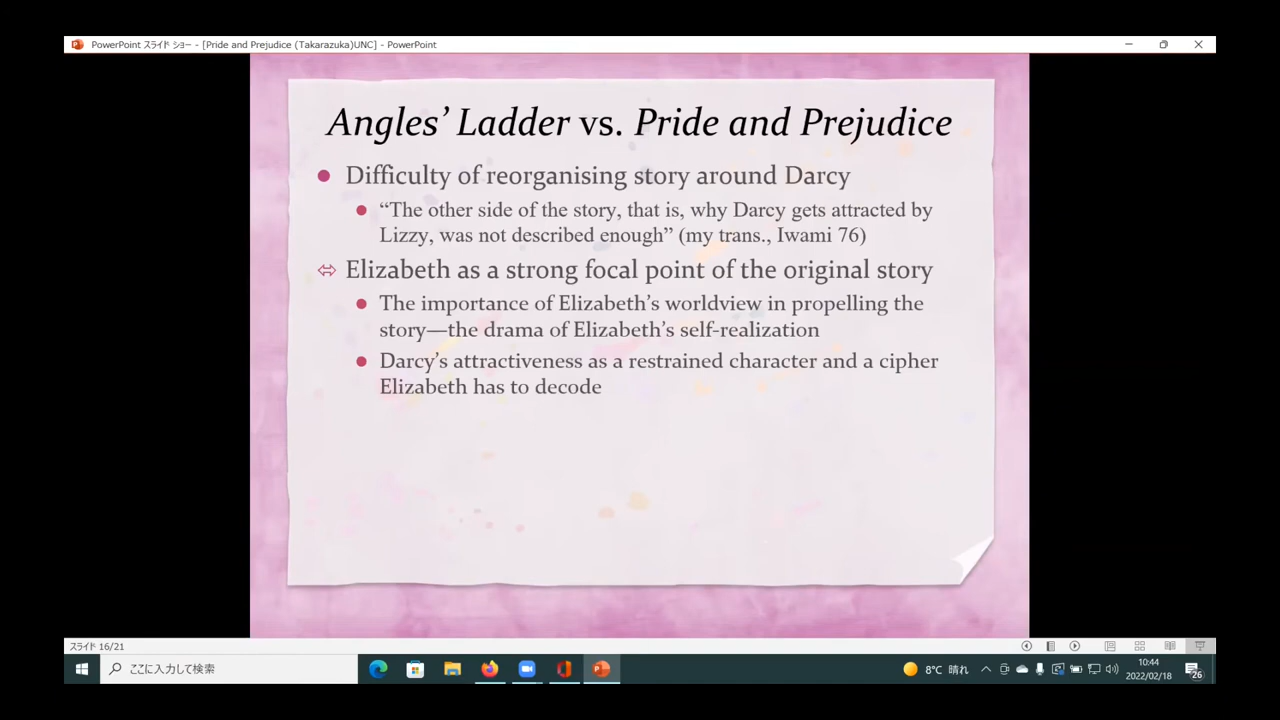 PowerPoint スライド ショー - [Pride and Prejudice (Takarazuka)UNC] - PowerPoint
Angles' Ladder vs. Pride and Prejudice
Difficulty of reorganising story around Darcy
“The other side of the story, that is, why Darcy gets attracted by
Lizzy, was not described enough” (my trans., Iwami 76)
⇔ Elizabeth as a strong focal point of the original story
The importance of Elizabeth's worldview in propelling the
story—the drama of Elizabeth's self-realization
Darcy's attractiveness as a restrained character and a cipher
Elizabeth has to decode
スライド 16/21
ここに入力して検索
8°C 晴れ
10:44
2022/02/18
26